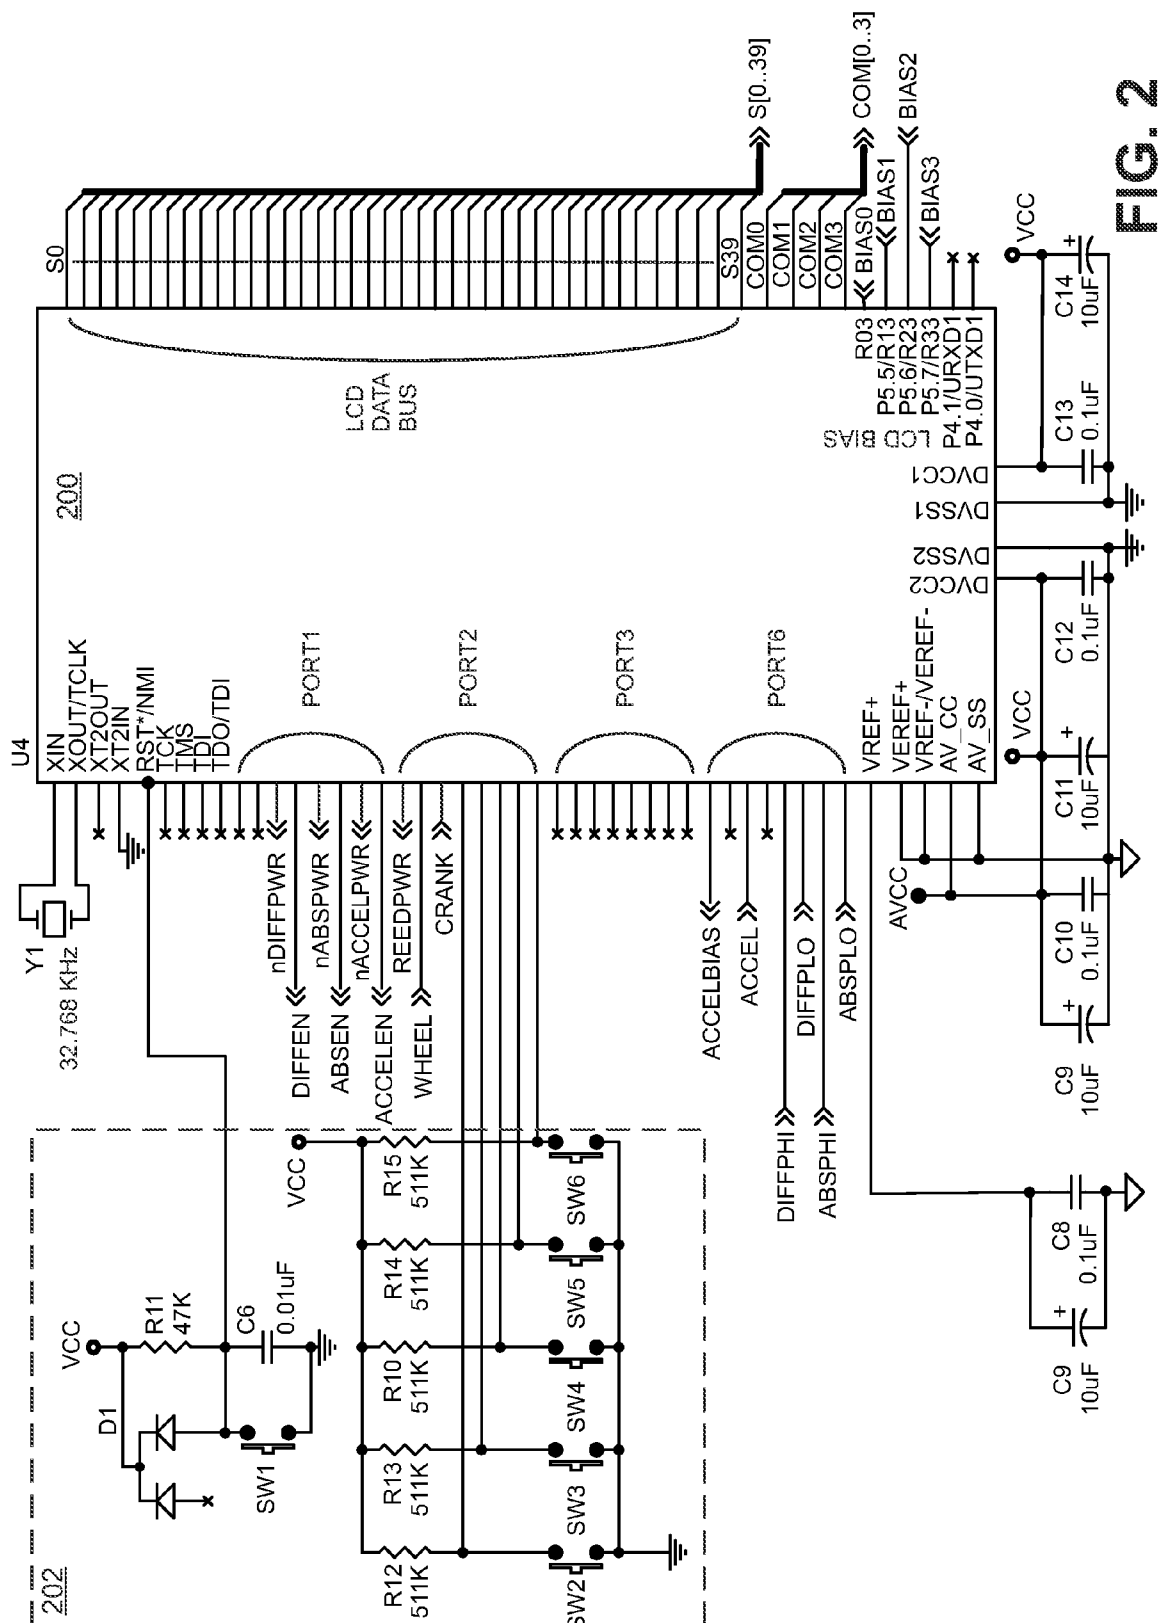 FIG. 2
U4
200
XIN
XOUT/TCLK
XT2OUT
XT2IN
RST*/NMI
TCK
TMS
TDI
TDO/TDI
PORT1
PORT2
PORT3
PORT6
VREF+
VEREF+
VREF-/VEREF-
AV_CC
AV_SS
LCD
DATA
BUS
S0
S39
COM0
COM1
COM2
COM3
R03
P5.5/R13
P5.6/R23
P5.7/R33
P4.1/URXD1
P4.0/UTXD1
LCD BIAS
DVCC1
DVSS1
DVSS2
DVCC2
S[0..39]
COM[0..3]
BIAS0
BIAS1
BIAS2
BIAS3
Y1
32.768 KHz
nDIFFPWR
DIFFEN
nABSPWR
ABSEN
nACCELPWR
ACCELEN
REEDPWR
WHEEL
CRANK
ACCELBIAS
ACCEL
DIFFPHI
DIFFPLO
ABSPHI
ABSPLO
202
VCC
D1
R11
47K
C6
0.01uF
SW1
VCC
R12
511K
R13
511K
R10
511K
R14
511K
R15
511K
SW2
SW3
SW4
SW5
SW6
C9
10uF
+
C8
0.1uF
C9
10uF
+
C10
0.1uF
AVCC
C11
10uF
+
VCC
C12
0.1uF
C13
0.1uF
C14
10uF
+
VCC